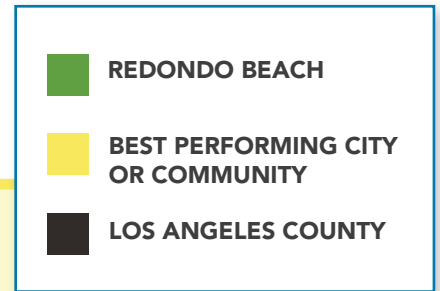 REDONDO BEACH
BEST PERFORMING CITY
OR COMMUNITY
LOS ANGELES COUNTY